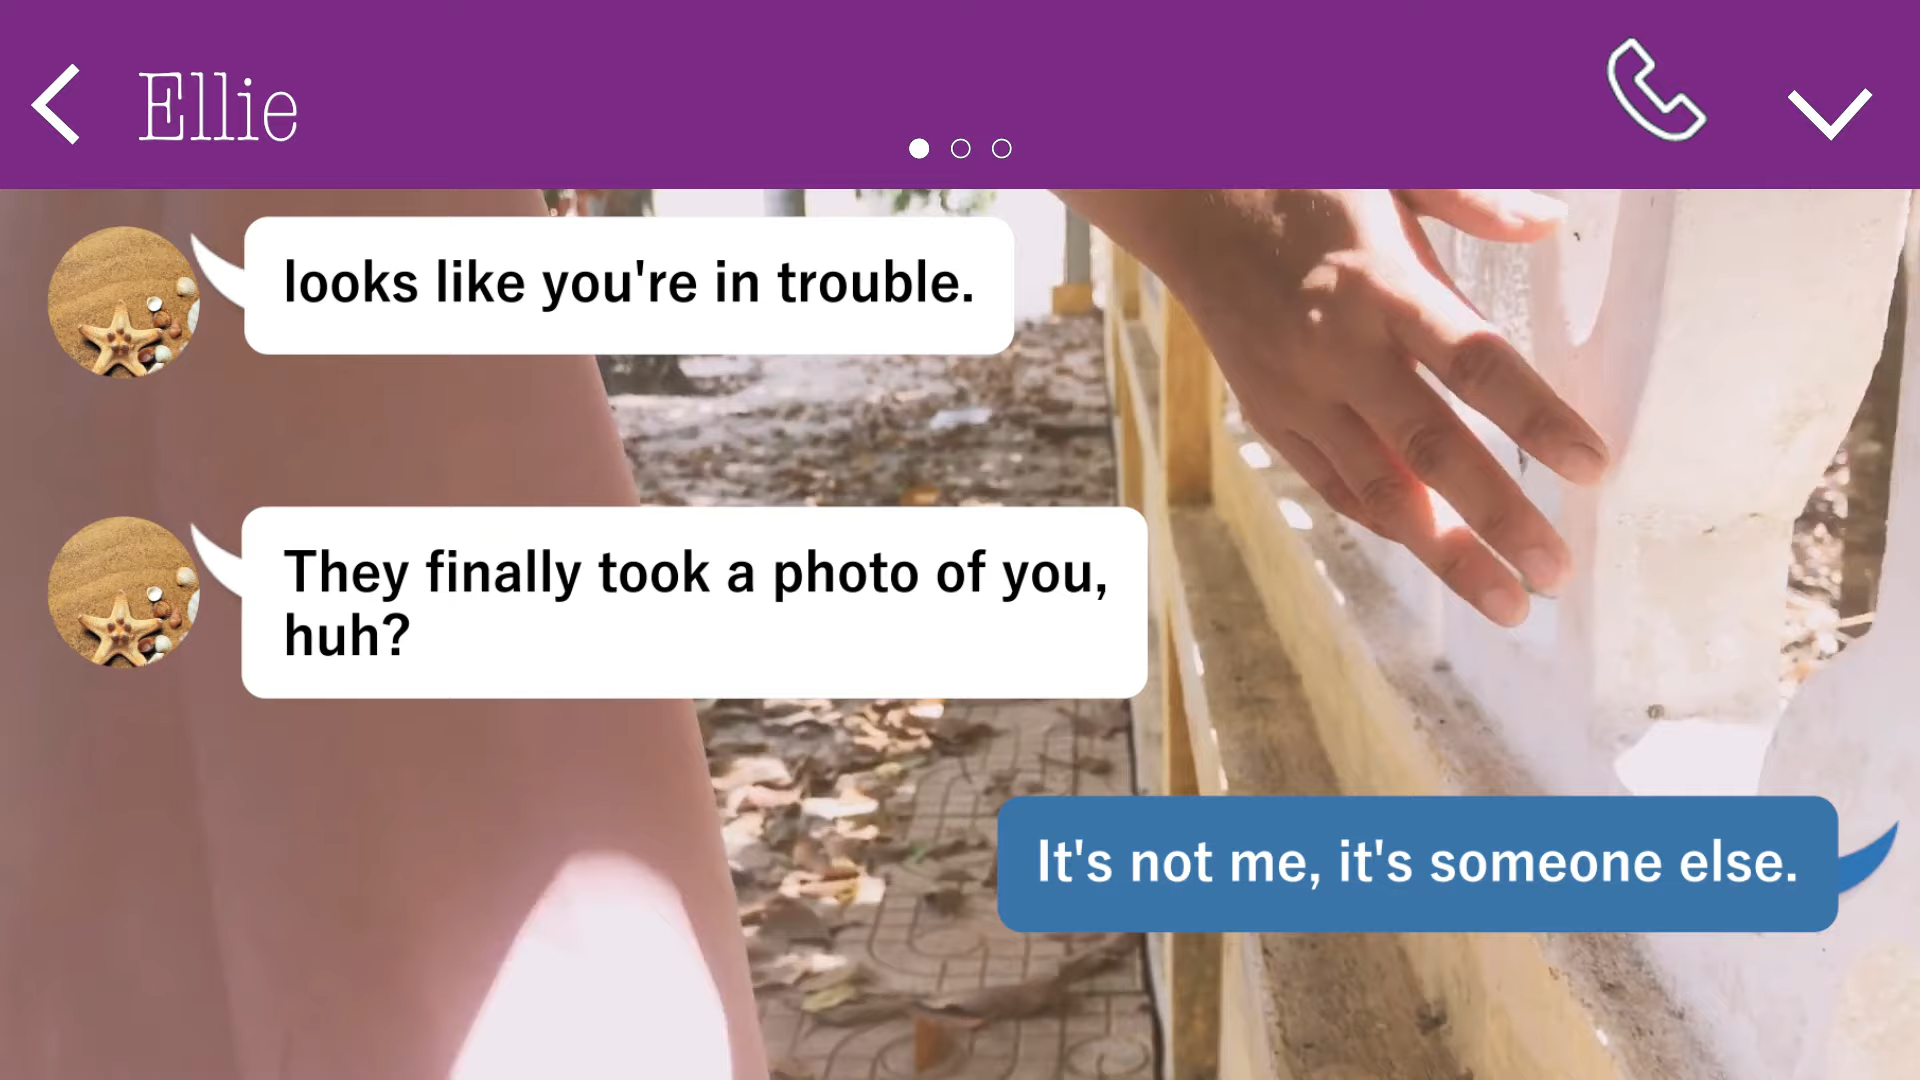 Ellie
looks like you're in trouble.
They finally took a photo of you,
huh?
It's not me, it's someone else.